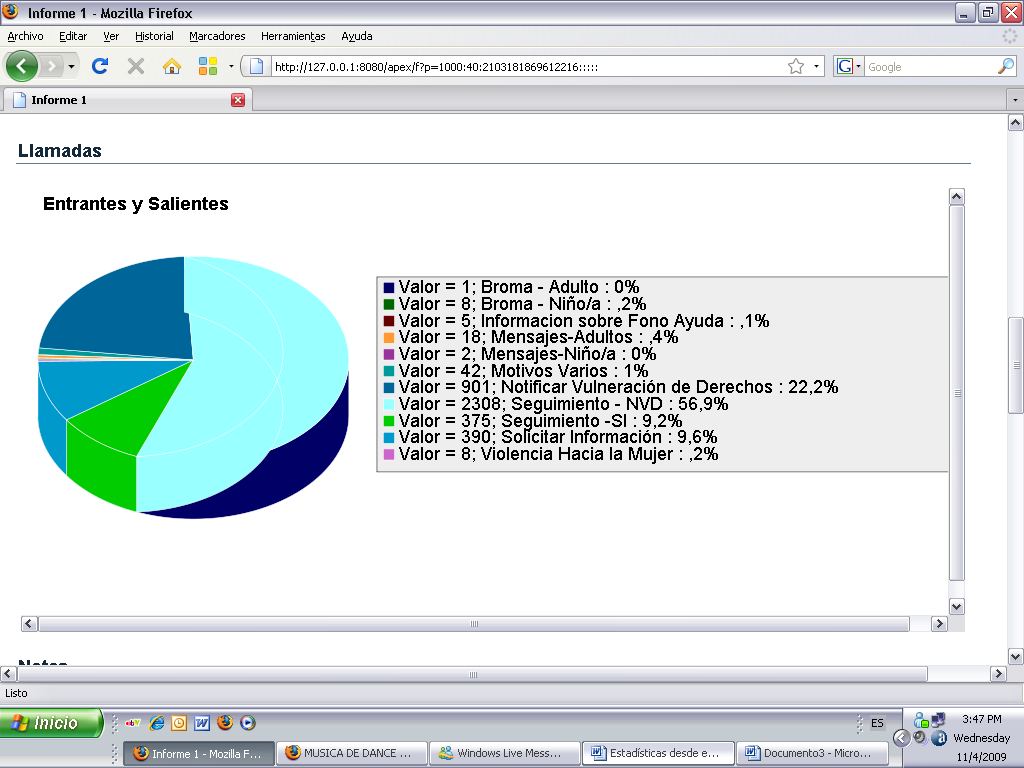 Informe 1 - Mozilla Firefox
Archivo Editar Ver Historial Marcadores Herramientas Ayuda
http://127.0.0.1:8080/apex/f?p=1000:40:2103181869612216:::::
G Google
Informe 1
Llamadas
Entrantes y Salientes
Valor = 1; Broma - Adulto : 0%
Valor = 8; Broma - Niño/a : ,2%
Valor = 5; Informacion sobre Fono Ayuda : ,1%
Valor = 18; Mensajes-Adultos : ,4%
Valor = 2; Mensajes-Niño/a : 0%
Valor = 42; Motivos Varios : 1%
Valor = 901; Notificar Vulneración de Derechos : 22,2%
Valor = 2308; Seguimiento - NVD : 56,9%
Valor = 375; Seguimiento -SI : 9,2%
Valor = 390; Solicitar Información : 9,6%
Valor = 8; Violencia Hacia la Mujer : ,2%
Notas
Listo
Inicio
ES
3:47 PM
Wednesday
11/4/2009
Informe 1 - Mozilla F...
MUSICA DE DANCE ...
Windows Live Mess...
Estadísticas desde e...
Documento3 - Micro...